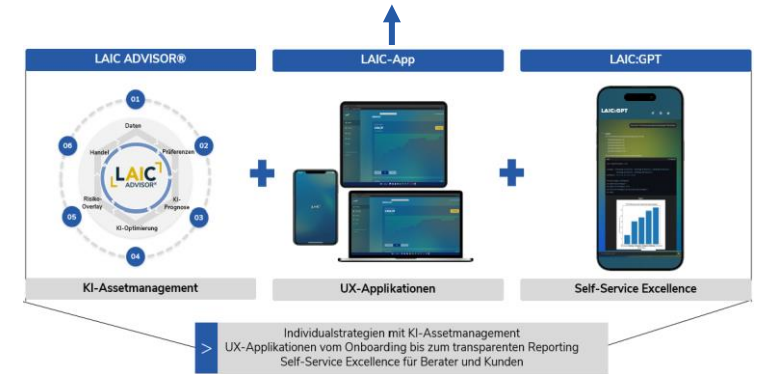 LAIC ADVISOR®
LAIC-App
LAIC:GPT
01
Daten
02
Präferenzen
03
KI-
Prognose
04
KI-Optimierung
05
Risiko-
Overlay
06
Handel
LAIC
ADVISOR®
+
+
LAIC:GPT
KI-Assetmanagement
UX-Applikationen
Self-Service Excellence
>
Individualstrategien mit KI-Assetmanagement
UX-Applikationen vom Onboarding bis zum transparenten Reporting
Self-Service Excellence für Berater und Kunden